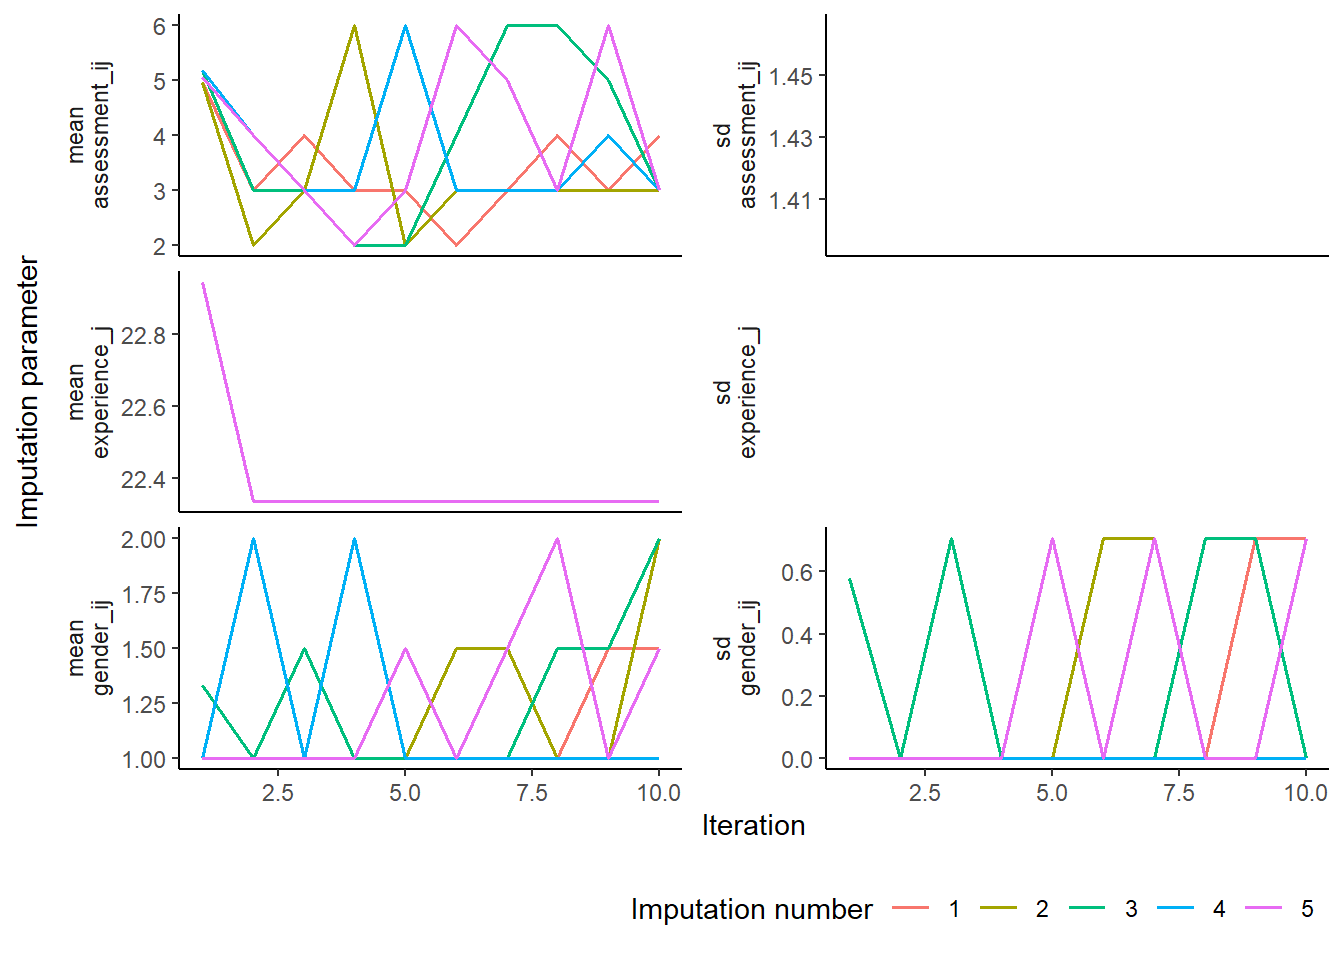 Imputation parameter
mean
assessment_ij
6
5
4
3
2
sd
assessment_ij
1.45
1.43
1.41
mean
experience_j
22.8
22.6
22.4
sd
experience_j
mean
gender_ij
2.00
1.75
1.50
1.25
1.00
2.5 5.0 7.5 10.0
sd
gender_ij
0.6
0.4
0.2
0.0
2.5 5.0 7.5 10.0
Iteration
Imputation number 1 2 3 4 5